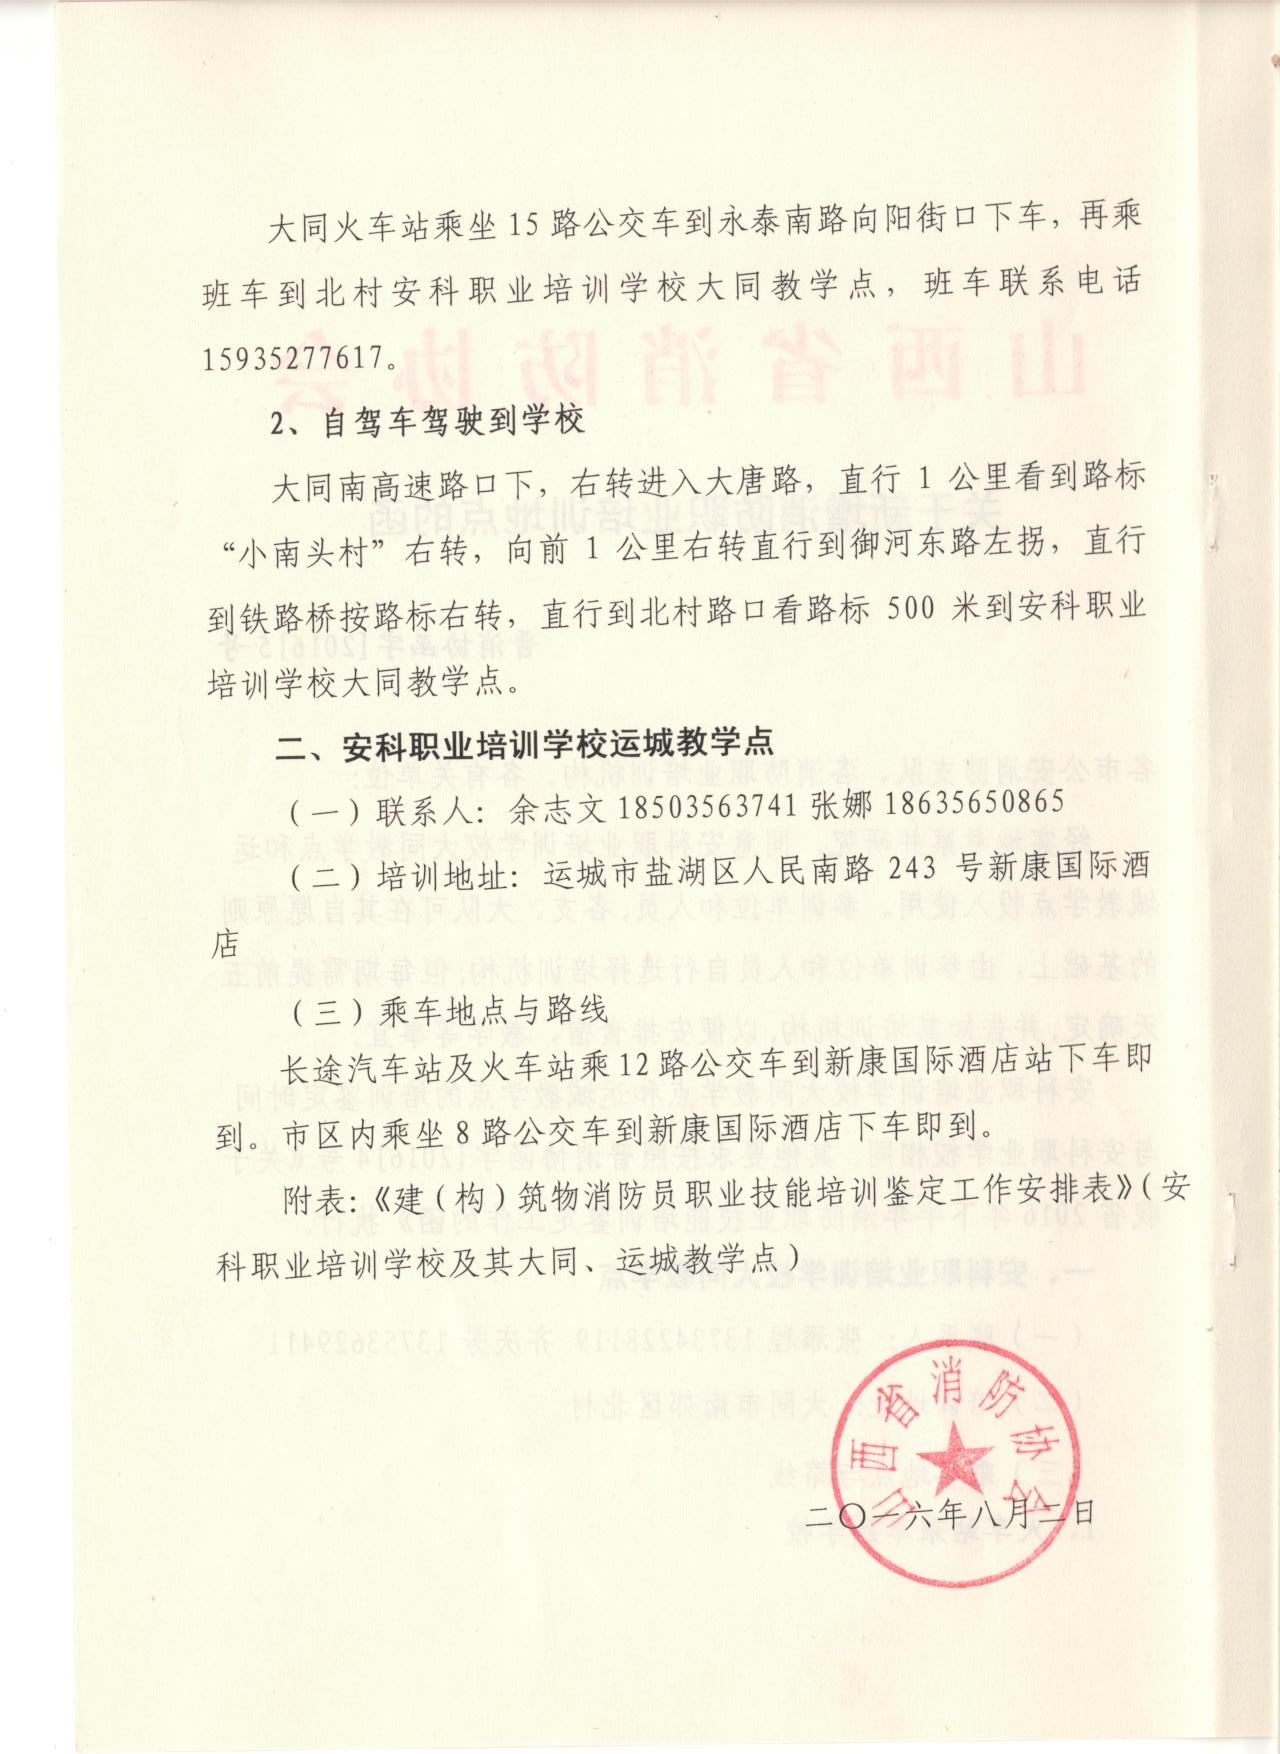 大同火车站乘坐 15 路公交车到永泰南路向阳街口下车，再乘
班车到北村安科职业培训学校大同教学点，班车联系电话
15935277617。
2、自驾车驾驶到学校
大同南高速路口下，右转进入大唐路，直行 1 公里看到路标
“小南头村”右转，向前 1 公里右转直行到御河东路左拐，直行
到铁路桥按路标右转，直行到北村路口看路标 500 米到安科职业
培训学校大同教学点。
二、安科职业培训学校运城教学点
（一）联系人：余志文 18503563741 张娜 18635650865
（二）培训地址：运城市盐湖区人民南路 243 号新康国际酒
店
（三）乘车地点与路线
长途汽车站及火车站乘 12 路公交车到新康国际酒店站下车即
到。市区内乘坐 8 路公交车到新康国际酒店下车即到。
附表：《建（构）筑物消防员职业技能培训鉴定工作安排表》（安
科职业培训学校及其大同、运城教学点）
山西省消防协会
二〇一六年八月二日